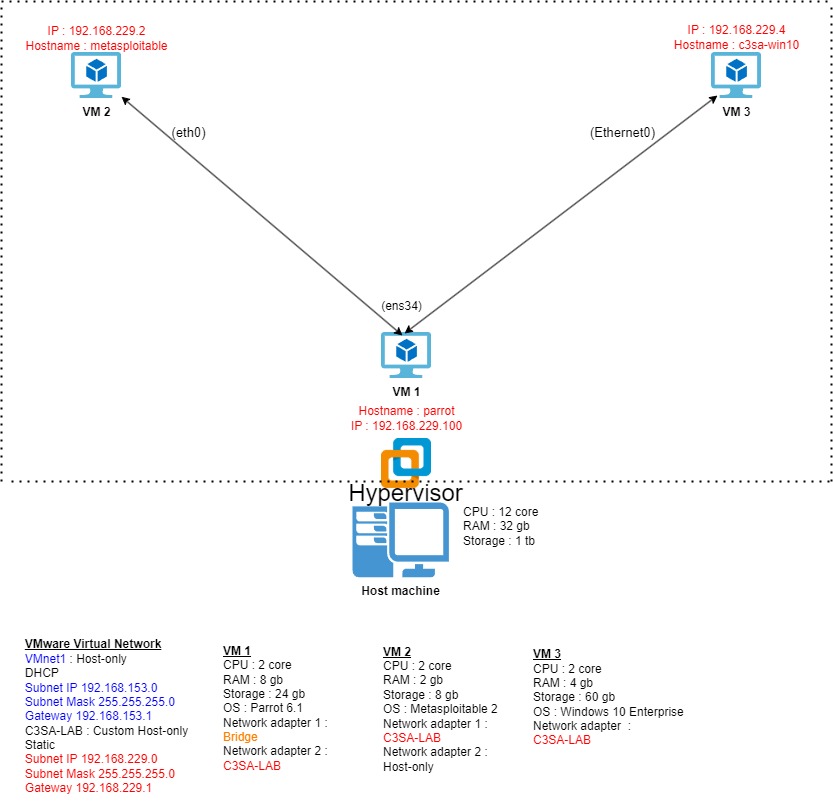 IP : 192.168.229.2
Hostname : metasploitable
VM 2
IP : 192.168.229.4
Hostname : c3sa-win10
VM 3
(eth0)
(Ethernet0)
(ens34)
VM 1
Hostname : parrot
IP : 192.168.229.100
Hypervisor
CPU : 12 core
RAM : 32 gb
Storage : 1 tb
Host machine
VMware Virtual Network
VMnet1 : Host-only
DHCP
Subnet IP 192.168.153.0
Subnet Mask 255.255.255.0
Gateway 192.168.153.1
C3SA-LAB : Custom Host-only
Static
Subnet IP 192.168.229.0
Subnet Mask 255.255.255.0
Gateway 192.168.229.1
VM 1
CPU : 2 core
RAM : 8 gb
Storage : 24 gb
OS : Parrot 6.1
Network adapter 1 :
Bridge
Network adapter 2 :
C3SA-LAB
VM 2
CPU : 2 core
RAM : 2 gb
Storage : 8 gb
OS : Metasploitable 2
Network adapter 1 :
C3SA-LAB
Network adapter 2 :
Host-only
VM 3
CPU : 2 core
RAM : 4 gb
Storage : 60 gb
OS : Windows 10 Enterprise
Network adapter  :
C3SA-LAB